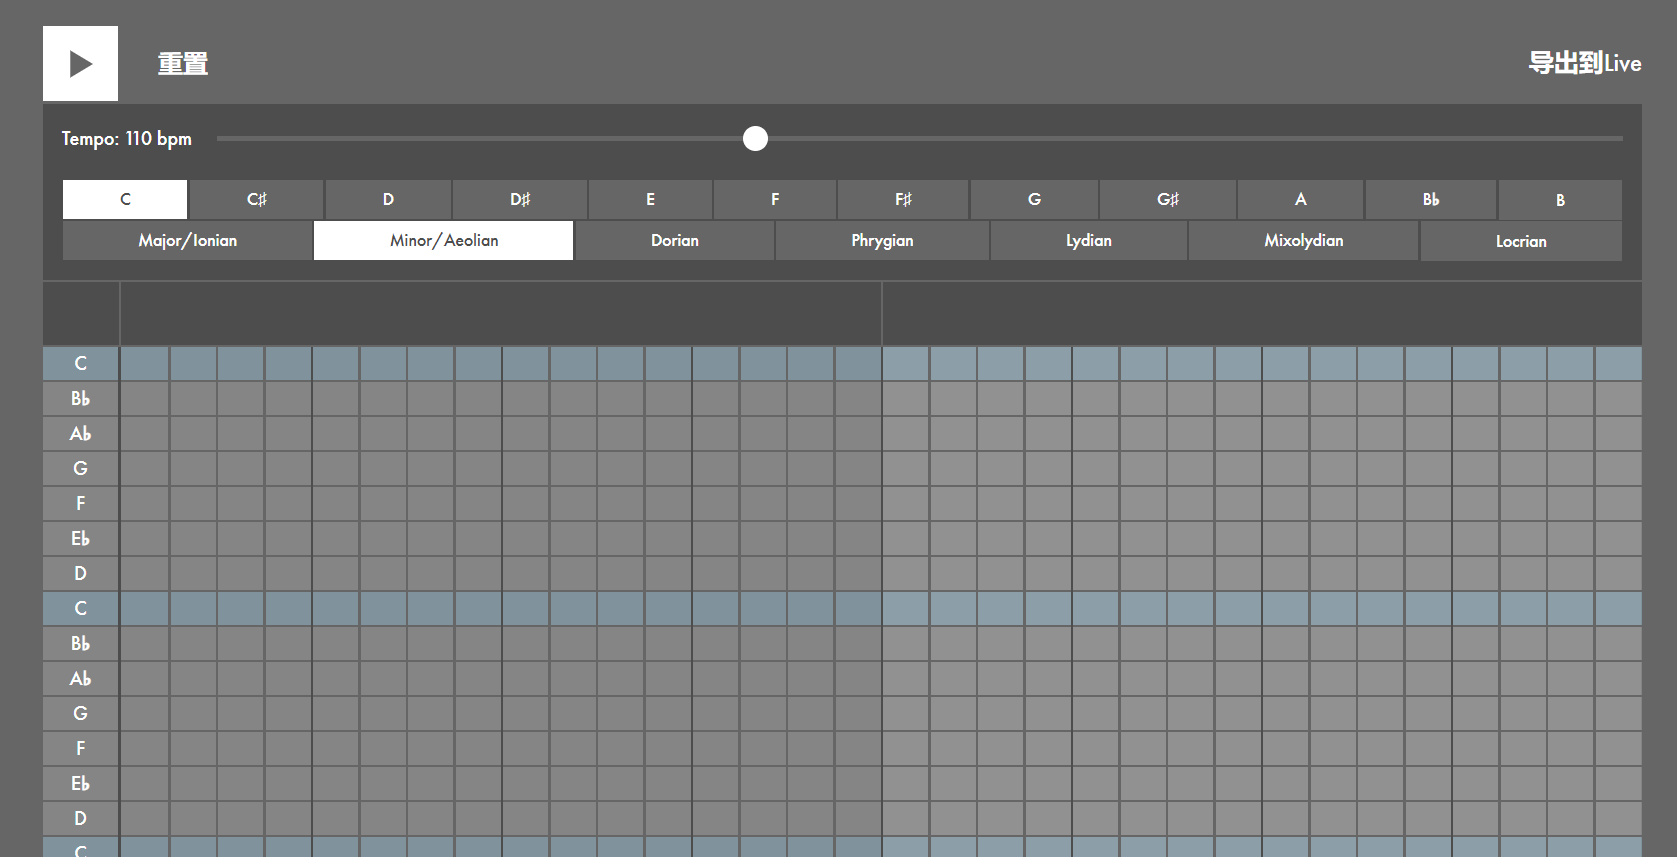 重置 导出到Live
Tempo: 110 bpm
C C♯ D D♯ E F F♯ G G♯ A B♭ B
Major/Ionian Minor/Aeolian Dorian Phrygian Lydian Mixolydian Locrian
C
B♭
A♭
G
F
E♭
D
C
B♭
A♭
G
F
E♭
D
C